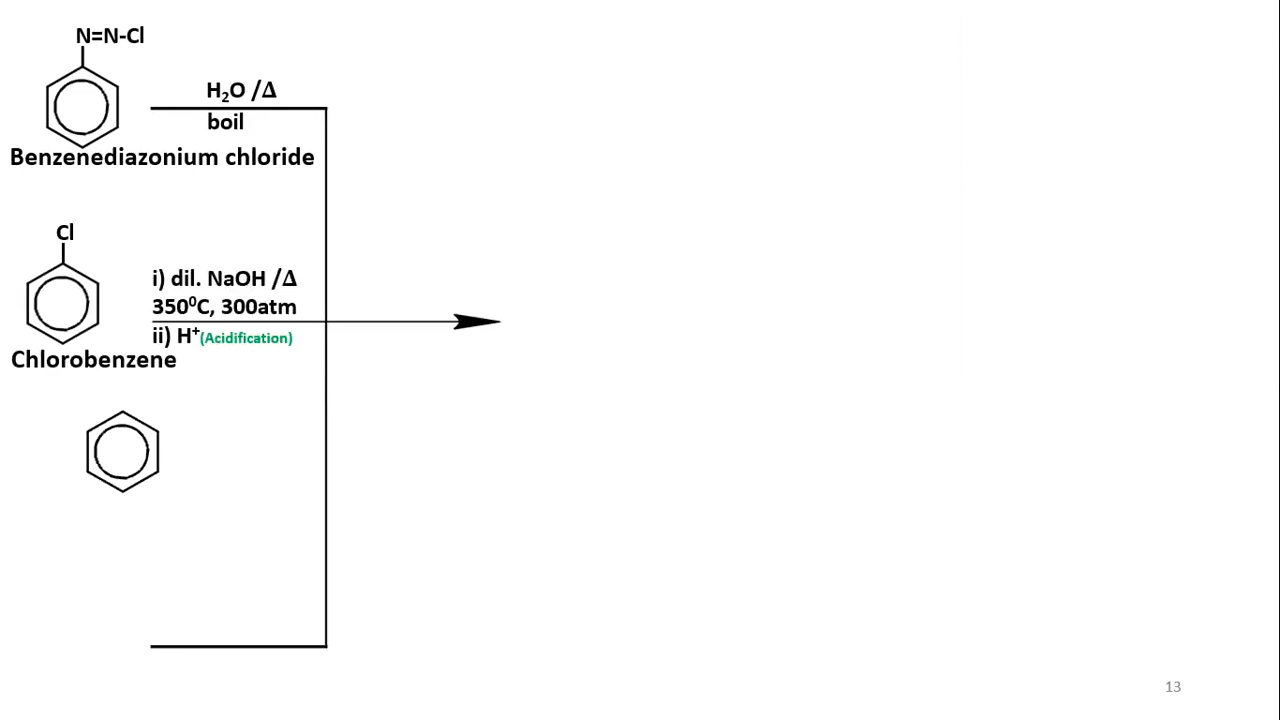 N=N-Cl
H₂O /Δ
boil
Benzenediazonium chloride
Cl
i) dil. NaOH /Δ
350⁰C, 300atm
ii) H⁺(Acidification)
Chlorobenzene
13